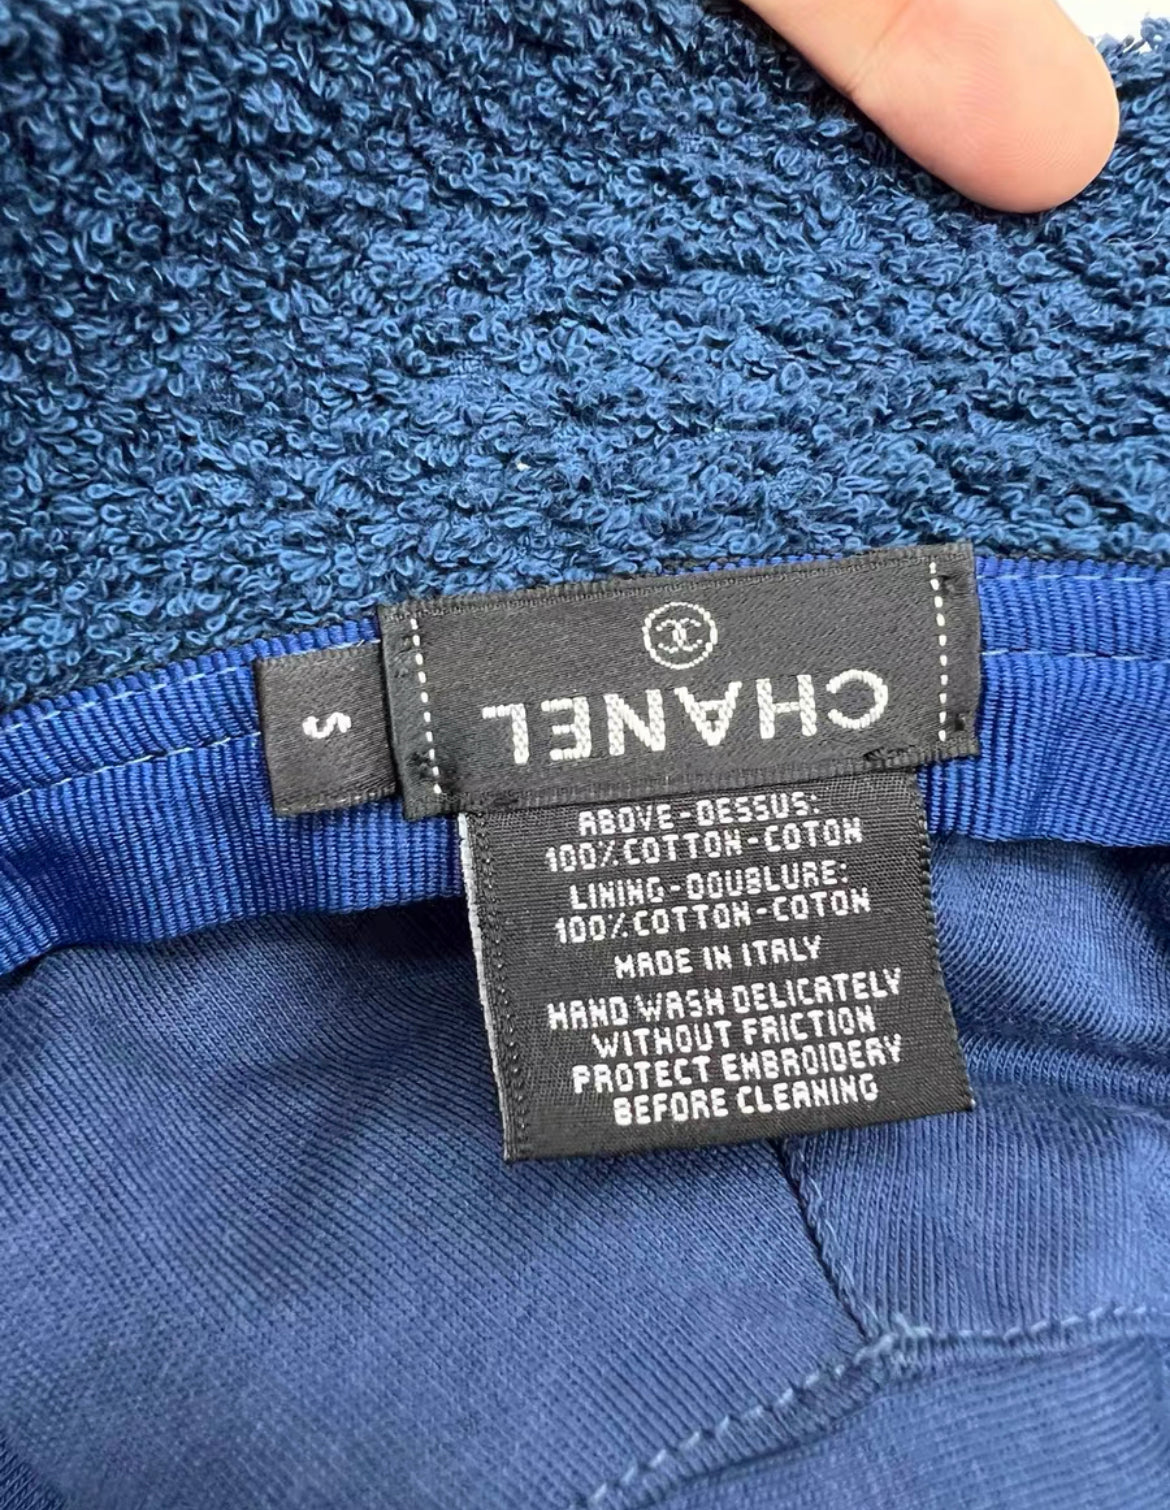 CHANEL
S
ABOVE-DESSUS:
100% COTTON-COTON
LINING-DOUBLURE:
100% COTTON-COTON
MADE IN ITALY
HAND WASH DELICATELY
WITHOUT FRICTION
PROTECT EMBROIDERY
BEFORE CLEANING